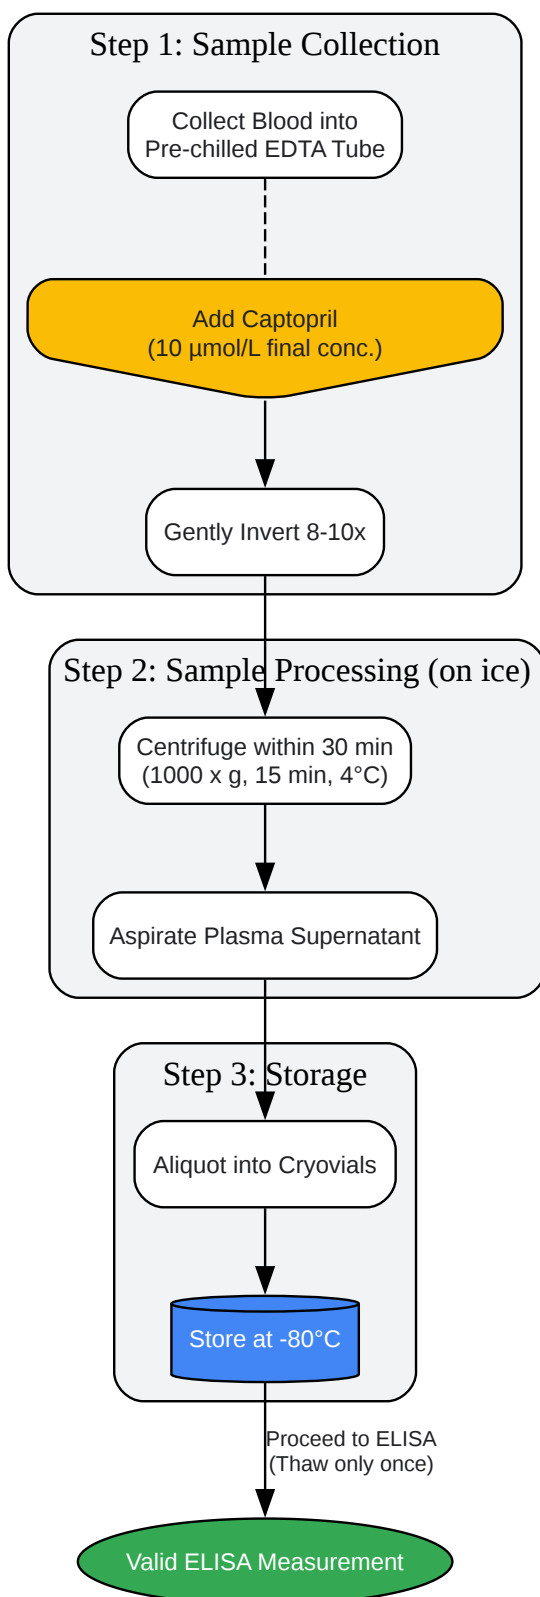 Step 1: Sample Collection
Collect Blood into
Pre-chilled EDTA Tube
Add Captopril
(10 µmol/L final conc.)
Gently Invert 8-10x
Step 2: Sample Processing (on ice)
Centrifuge within 30 min
(1000 x g, 15 min, 4°C)
Aspirate Plasma Supernatant
Step 3: Storage
Aliquot into Cryovials
Store at -80°C
Proceed to ELISA
(Thaw only once)
Valid ELISA Measurement